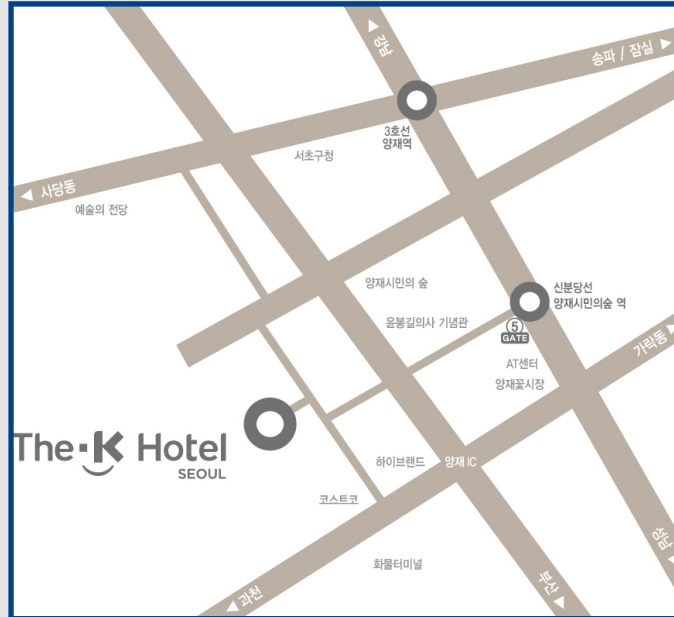 강남
송파 / 잠실
3호선
양재역
서초구청
사당동
예술의 전당
양재시민의 숲
신분당선
양재시민의숲 역
윤봉길의사 기념관
5
GATE
가락동
AT센터
양재꽃시장
The-K Hotel
SEOUL
하이브랜드
양재 IC
코스트코
화물터미널
성남
과천
부산